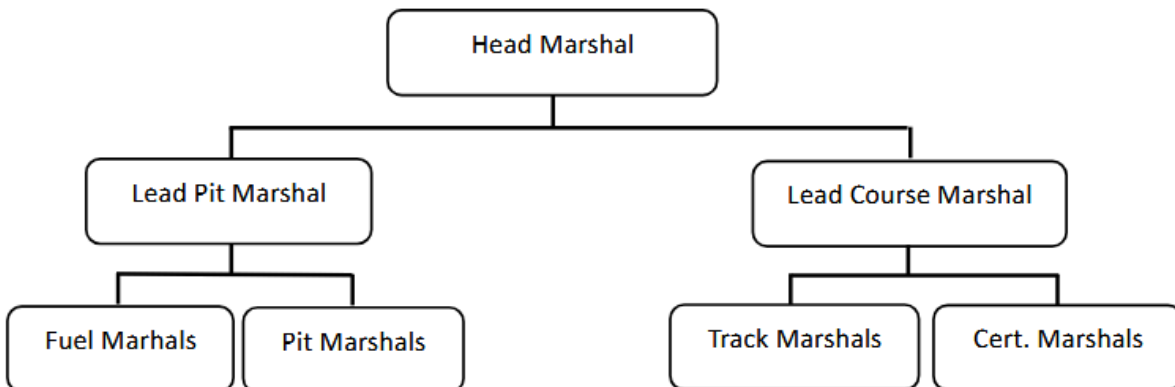 Head Marshal
Lead Pit Marshal
Lead Course Marshal
Fuel Marhals
Pit Marshals
Track Marshals
Cert. Marshals